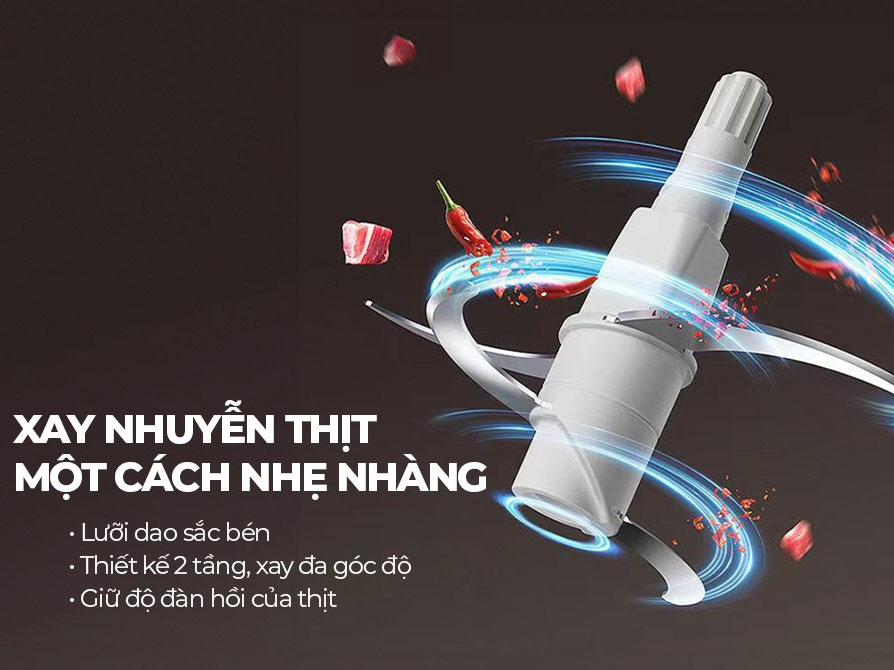 XAY NHUYỄN THỊT
MỘT CÁCH NHẸ NHÀNG
• Lưỡi dao sắc bén
• Thiết kế 2 tầng, xay đa góc độ
• Giữ độ đàn hồi của thịt